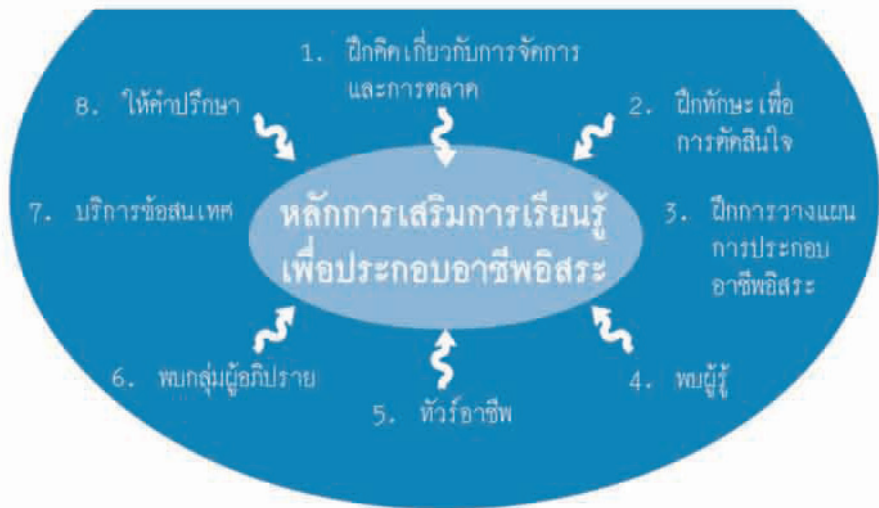 1. ฝึกคิดเกี่ยวกับการจัดการ
และการตลาด
2. ฝึกทักษะเพื่อ
การตัดสินใจ
3. ฝึกการวางแผน
การประกอบ
อาชีพอิสระ
4. พบผู้รู้
5. ทัวร์อาชีพ
6. พบกลุ่มผู้อภิปราย
7. บริการข้อสนเทศ
8. ให้คำปรึกษา
หลักการเสริมการเรียนรู้
เพื่อประกอบอาชีพอิสระ